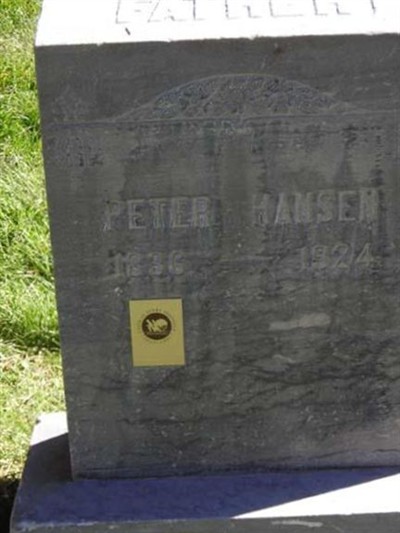 FATHER
PETER HANSEN
1836 1924